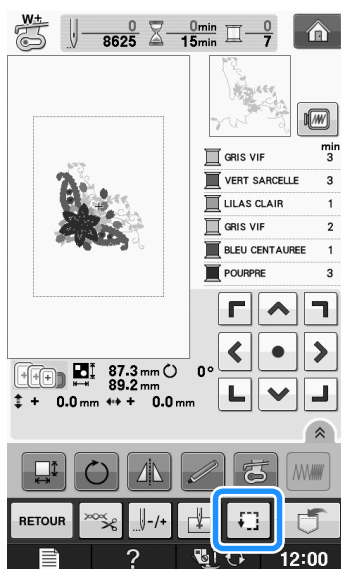 W+
0 0min 0
8625 15min 7
min
GRIS VIF 3
VERT SARCELLE 3
LILAS CLAIR 1
GRIS VIF 2
BLEU CENTAUREE 1
POURPRE 3
87.3 mm 0°
89.2 mm
+ 0.0 mm + 0.0 mm
RETOUR -/+
? 12:00